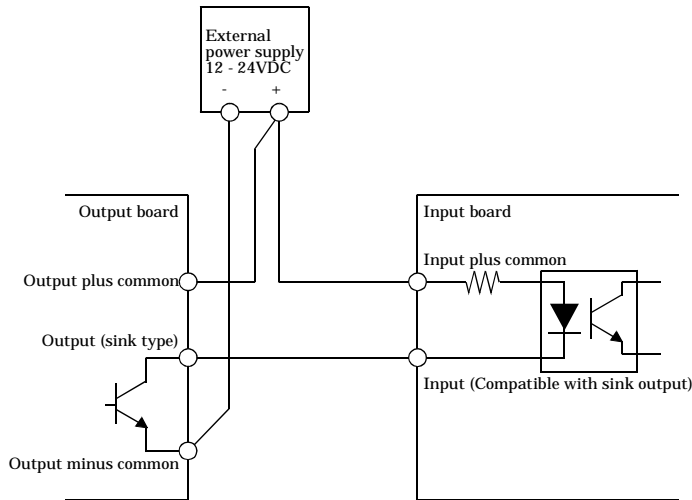 External
power supply
12 - 24VDC
- +
Output board
Input board
Input plus common
Output plus common
Output (sink type)
Input (Compatible with sink output)
Output minus common